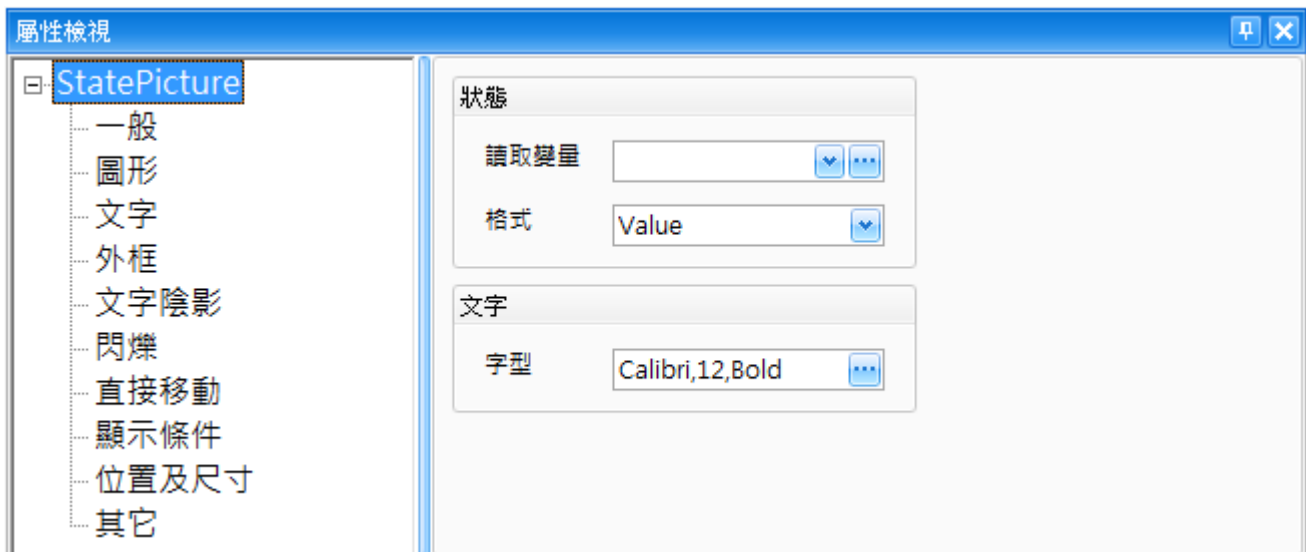 屬性檢視
StatePicture
一般
圖形
文字
外框
文字陰影
閃爍
直接移動
顯示條件
位置及尺寸
其它
狀態
讀取變量
格式
Value
文字
字型
Calibri,12,Bold